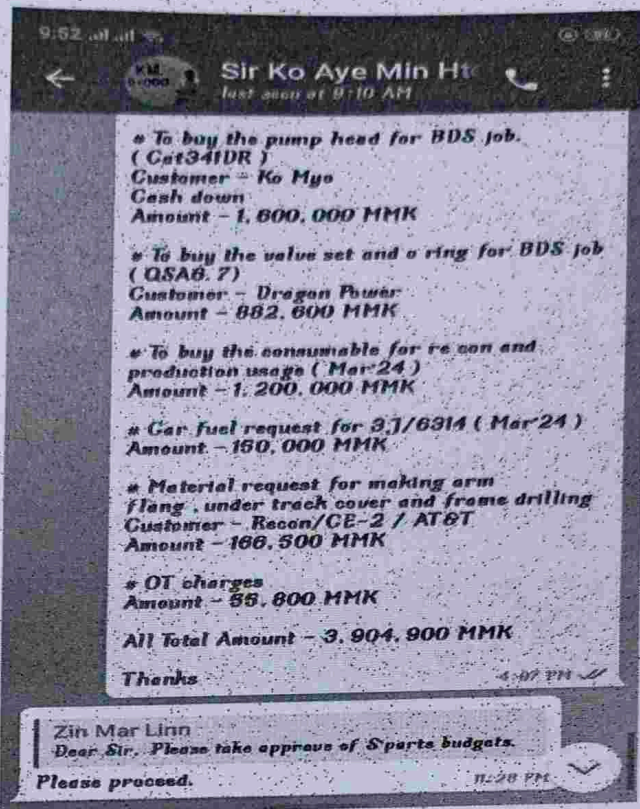 9:52
Sir Ko Aye Min Ht
last seen at 9:10 AM
# To buy the pump head for BDS job.
( Cat341DR )
Customer - Ko Myo
Cash down
Amount - 1, 600, 000 MMK
# To buy the valve set and o ring for BDS job
( QSA6. 7)
Customer - Dragon Power
Amount - 882, 600 MMK
# To buy the consumable for re con and
production usage ( Mar'24 )
Amount - 1, 200, 000 MMK
# Car Fuel request for 3J/6314 ( Mar'24 )
Amount - 150, 000 MMK
# Material request for making arm
flang , under track cover and frame drilling
Customer - Recon/CE-2 / AT&T
Amount - 166, 500 MMK
# OT charges
Amount - 55, 800 MMK
All Total Amount - 3, 904, 900 MMK
Thanks
4:07 PM
Zin Mar Linn
Dear Sir, Please take approve of S'parts budgets.
Please proceed.
11:28 PM